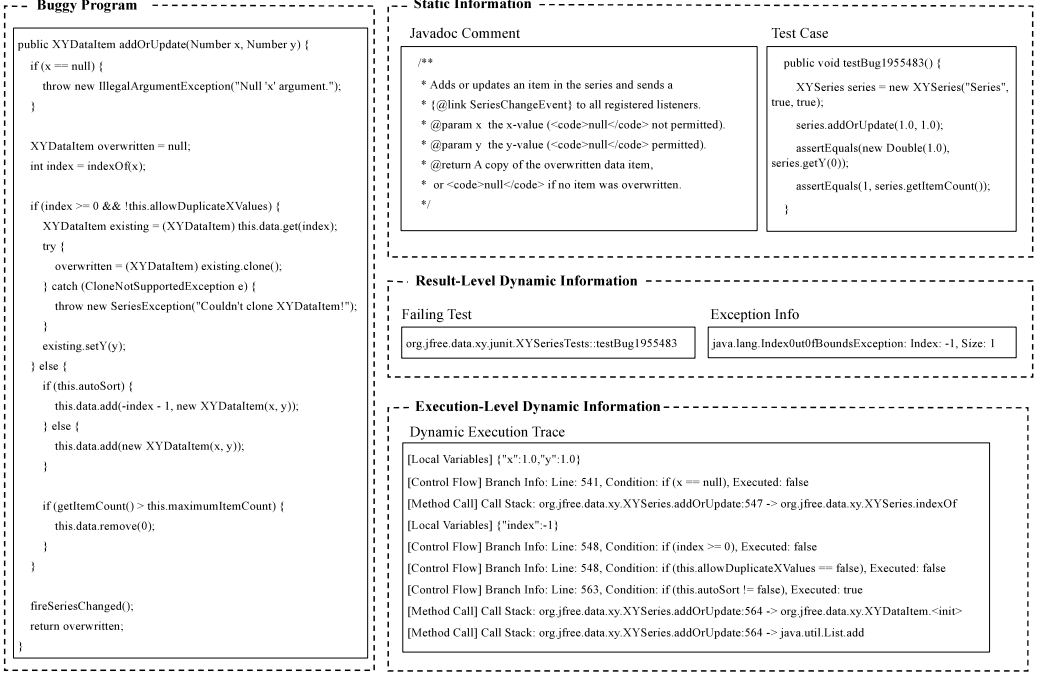 Buggy Program
public XYDataItem addOrUpdate(Number x, Number y) {
if (x == null) {
throw new IllegalArgumentException("Null 'x' argument.");
}
XYDataItem overwritten = null;
int index = indexOf(x);
if (index >= 0 && !this.allowDuplicateXValues) {
XYDataItem existing = (XYDataItem) this.data.get(index);
try {
overwritten = (XYDataItem) existing.clone();
} catch (CloneNotSupportedException e) {
throw new SeriesException("Couldn't clone XYDataItem!");
}
existing.setY(y);
} else {
if (this.autoSort) {
this.data.add(-index - 1, new XYDataItem(x, y));
} else {
this.data.add(new XYDataItem(x, y));
}
if (getItemCount() > this.maximumItemCount) {
this.data.remove(0);
}
}
fireSeriesChanged();
return overwritten;
}
Static Information
Javadoc Comment
/**
* Adds or updates an item in the series and sends a
* {@link SeriesChangeEvent} to all registered listeners.
* @param x the x-value (<code>null</code> not permitted).
* @param y the y-value (<code>null</code> permitted).
* @return A copy of the overwritten data item,
* or <code>null</code> if no item was overwritten.
*/
Test Case
public void testBug1955483() {
XYSeries series = new XYSeries("Series",
true, true);
series.addOrUpdate(1.0, 1.0);
assertEquals(new Double(1.0),
series.getY(0));
assertEquals(1, series.getItemCount());
}
Result-Level Dynamic Information
Failing Test
org.jfree.data.xy.junit.XYSeriesTests::testBug1955483
Exception Info
java.lang.Index0ut0fBoundsException: Index: -1, Size: 1
Execution-Level Dynamic Information
Dynamic Execution Trace
[Local Variables] {"x":1.0,"y":1.0}
[Control Flow] Branch Info: Line: 541, Condition: if (x == null), Executed: false
[Method Call] Call Stack: org.jfree.data.xy.XYSeries.addOrUpdate:547 -> org.jfree.data.xy.XYSeries.indexOf
[Local Variables] {"index":-1}
[Control Flow] Branch Info: Line: 548, Condition: if (index >= 0), Executed: false
[Control Flow] Branch Info: Line: 548, Condition: if (this.allowDuplicateXValues == false), Executed: false
[Control Flow] Branch Info: Line: 563, Condition: if (this.autoSort != false), Executed: true
[Method Call] Call Stack: org.jfree.data.xy.XYSeries.addOrUpdate:564 -> org.jfree.data.xy.XYDataItem.<init>
[Method Call] Call Stack: org.jfree.data.xy.XYSeries.addOrUpdate:564 -> java.util.List.add